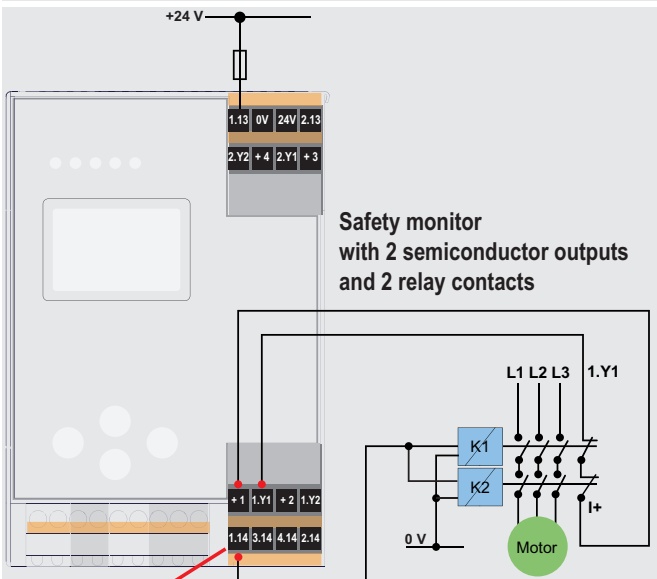 +24 V
1.13 0V 24V 2.13
2.Y2 + 4 2.Y1 + 3
Safety monitor
with 2 semiconductor outputs
and 2 relay contacts
L1 L2 L3 1.Y1
K1
K2
+ 1 1.Y1 + 2 1.Y2
I+
1.14 3.14 4.14 2.14
0 V
Motor